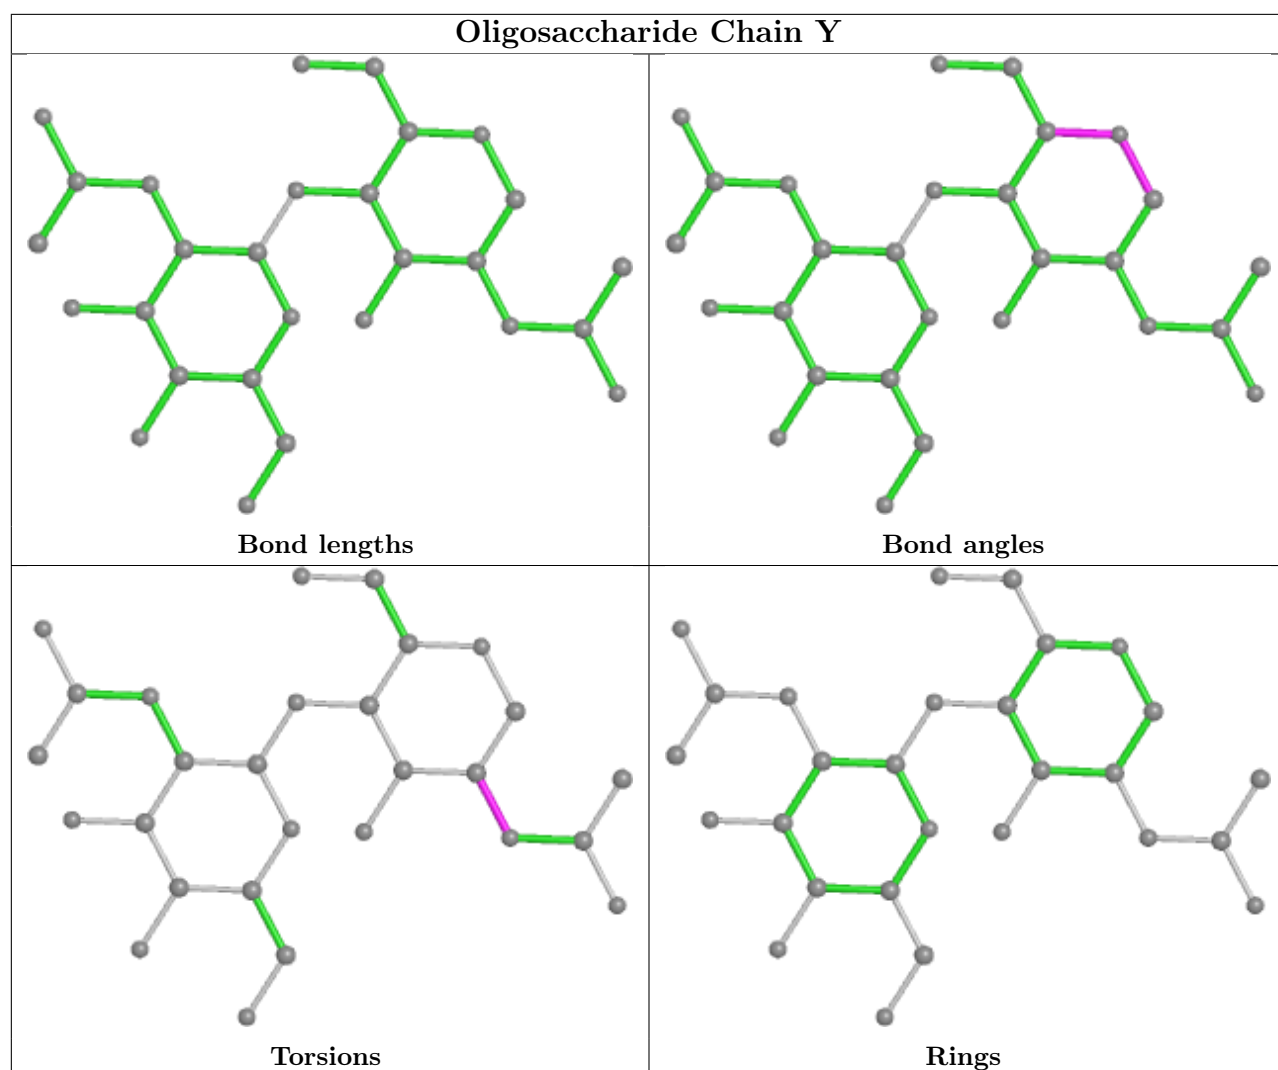 Oligosaccharide Chain Y
Bond lengths
Bond angles
Torsions
Rings